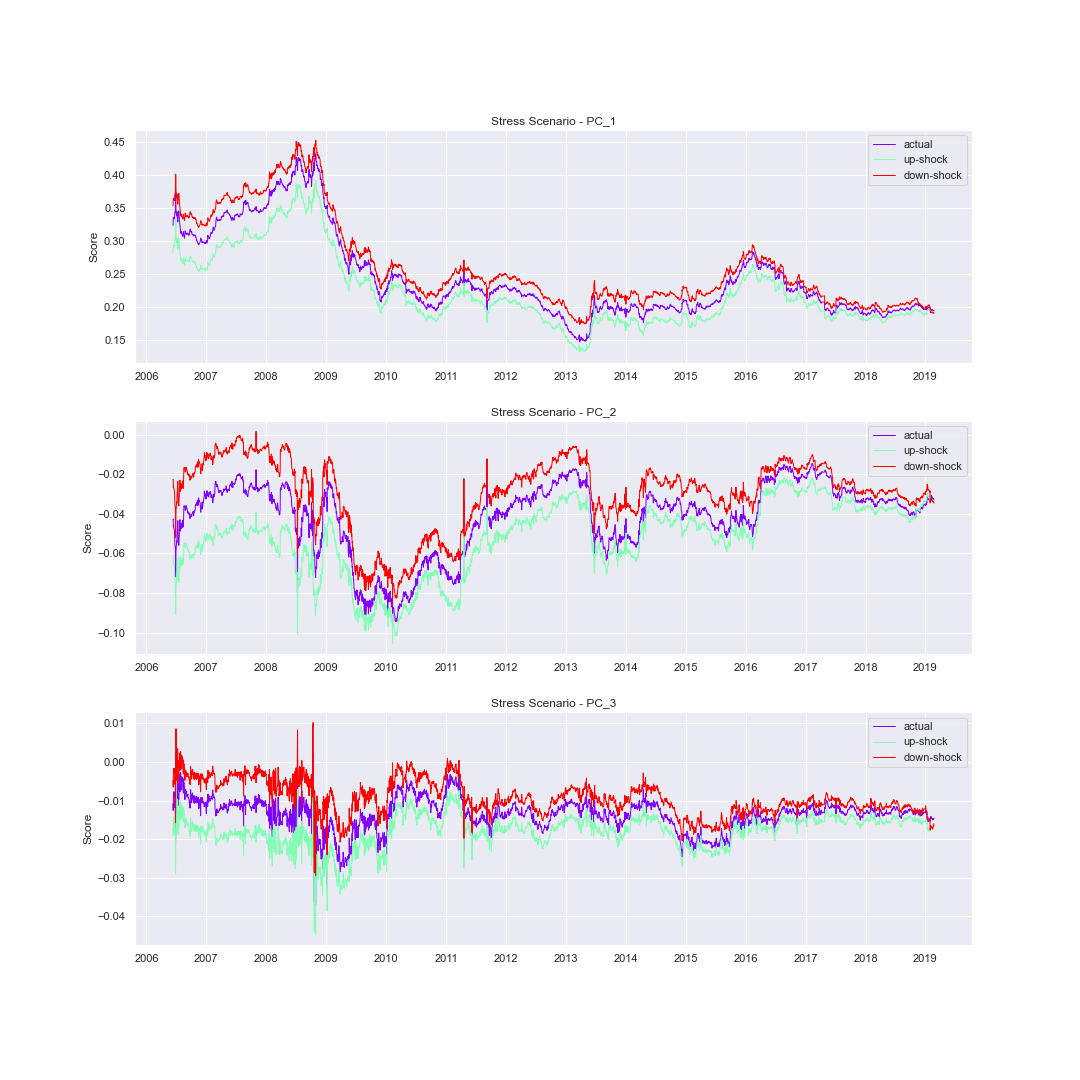 Stress Scenario - PC_1
0.45
0.40
0.35
0.30
0.25
0.20
0.15
Score
actual
up-shock
down-shock
2006 2007 2008 2009 2010 2011 2012 2013 2014 2015 2016 2017 2018 2019
Stress Scenario - PC_2
0.00
−0.02
−0.04
−0.06
−0.08
−0.10
Score
actual
up-shock
down-shock
2006 2007 2008 2009 2010 2011 2012 2013 2014 2015 2016 2017 2018 2019
Stress Scenario - PC_3
0.01
0.00
−0.01
−0.02
−0.03
−0.04
Score
actual
up-shock
down-shock
2006 2007 2008 2009 2010 2011 2012 2013 2014 2015 2016 2017 2018 2019